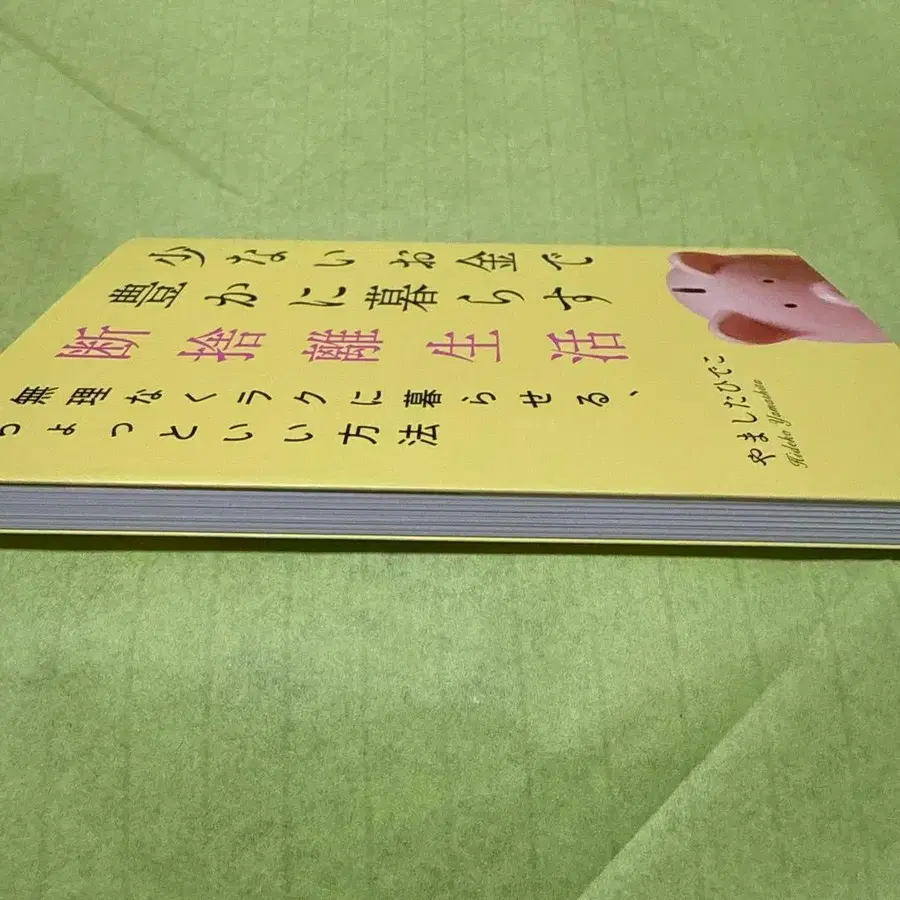 少ないお金で
豊かに暮らす
断捨離生活
無理なくラクに暮らせる、
ちょっといい方法
やましたひでこ
Hideko Yamashita